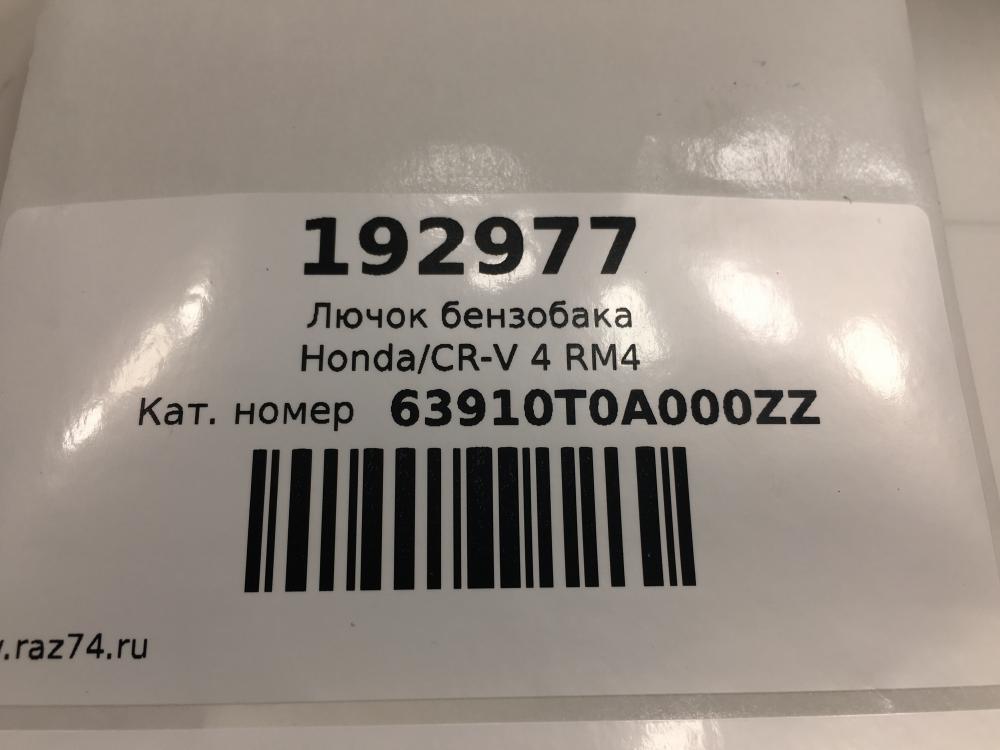 192977
Лючок бензобака
Honda/CR-V 4 RM4
Кат. номер 63910T0A000ZZ
.raz74.ru